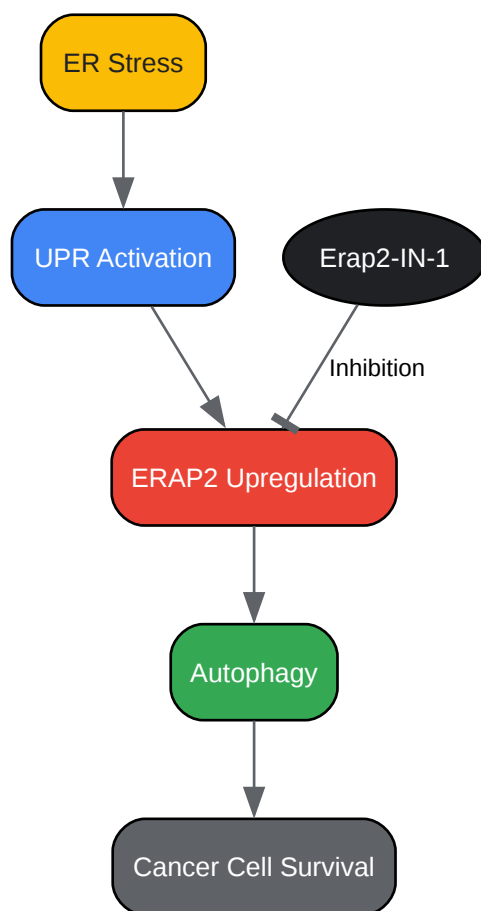 ER Stress
UPR Activation
Erap2-IN-1
Inhibition
ERAP2 Upregulation
Autophagy
Cancer Cell Survival